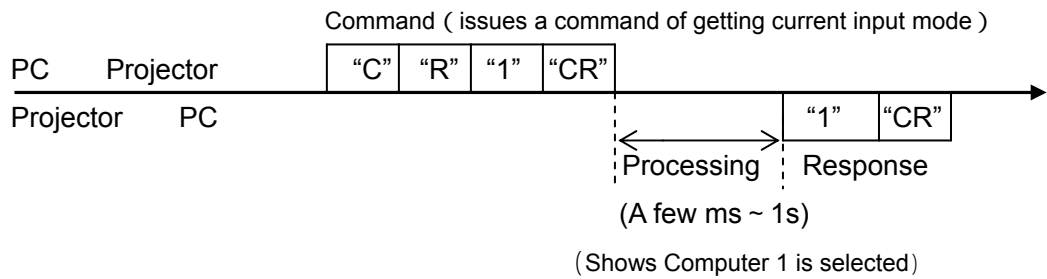 Command ( issues a command of getting current input mode )
PC Projector “C” “R” “1” “CR”
Projector PC “1” “CR”
Processing Response
(A few ms ~ 1s)
(Shows Computer 1 is selected)